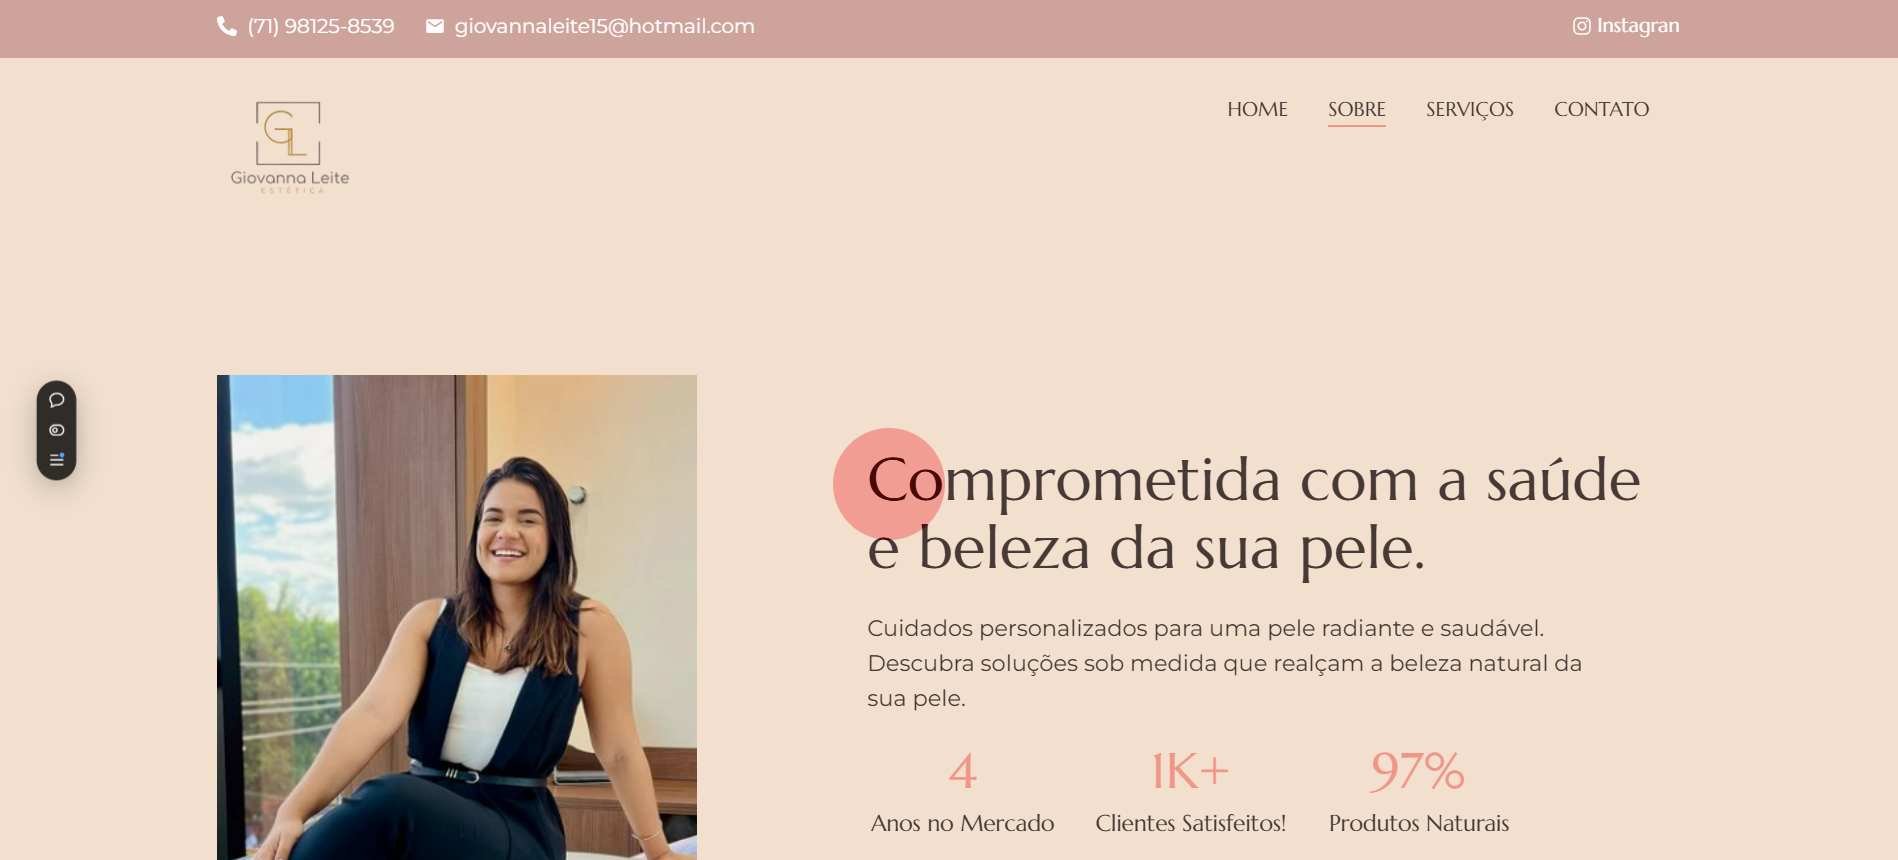 (71) 98125-8539
giovannaleite15@hotmail.com
Instagran
GL
Giovanna Leite
ESTÉTICA
HOME
SOBRE
SERVIÇOS
CONTATO
Comprometida com a saúde
e beleza da sua pele.
Cuidados personalizados para uma pele radiante e saudável.
Descubra soluções sob medida que realçam a beleza natural da
sua pele.
4
Anos no Mercado
1K+
Clientes Satisfeitos!
97%
Produtos Naturais